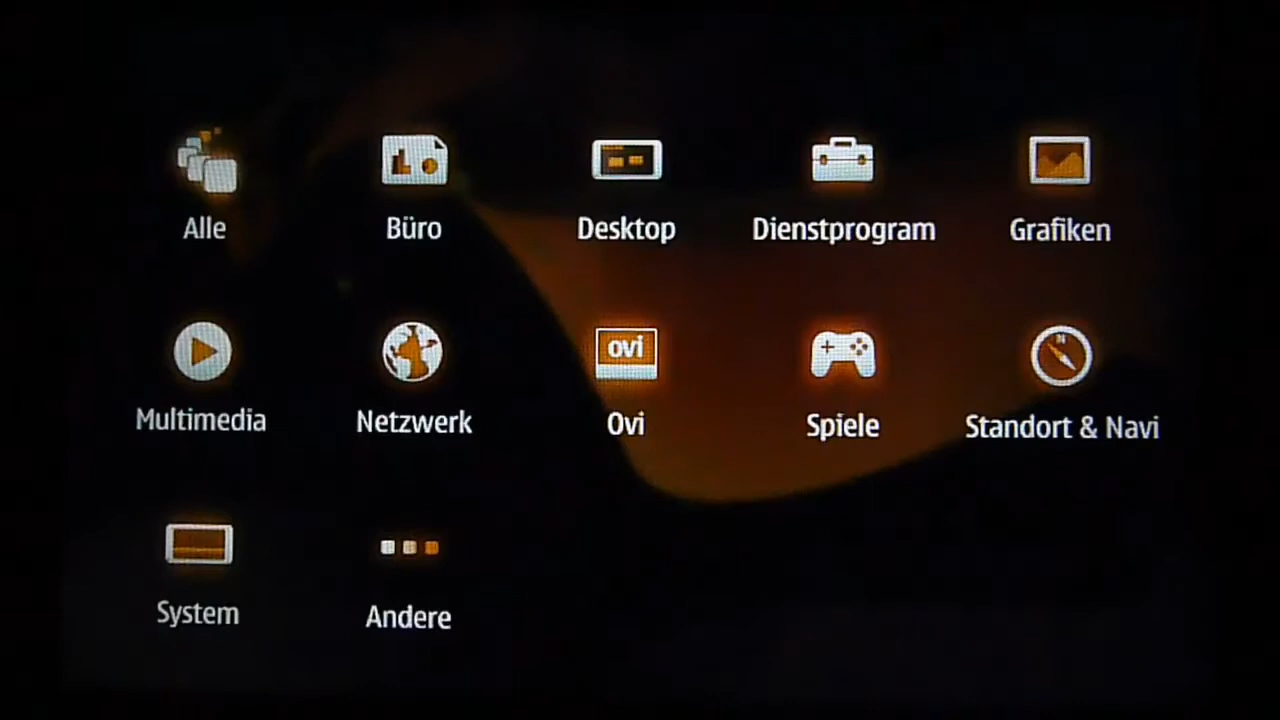 Alle
Büro
Desktop
Dienstprogram
Grafiken
Multimedia
Netzwerk
ovi
Ovi
Spiele
N
Standort & Navi
System
Andere